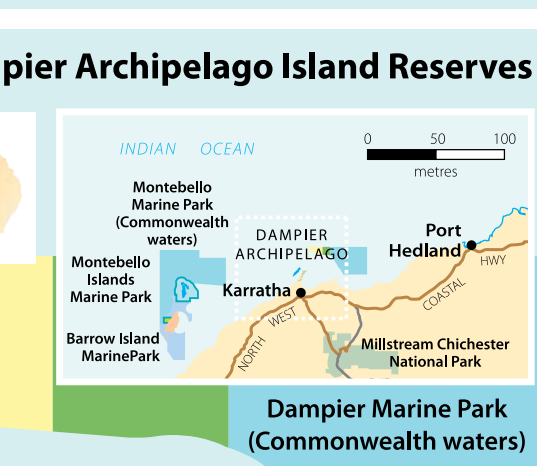 pier Archipelago Island Reserves
INDIAN OCEAN
0 50 100
metres
Montebello
Marine Park
(Commonwealth
waters)
DAMPIER
ARCHIPELAGO
Port
Hedland
HWY
Montebello
Islands
Marine Park
Karratha
COASTAL
WEST
NORTH
Barrow Island
MarinePark
Millstream Chichester
National Park
Dampier Marine Park
(Commonwealth waters)